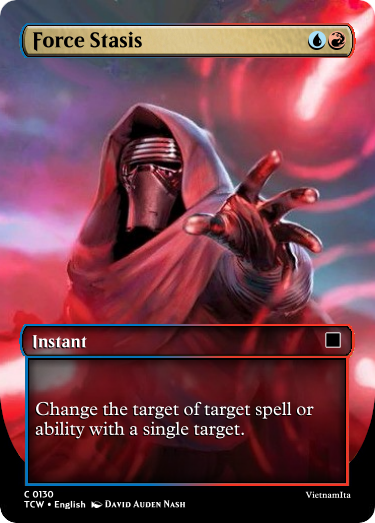 Force Stasis
Instant
Change the target of target spell or
ability with a single target.
C 0130
VietnamIta
TCW • English DAVID AUDEN NASH